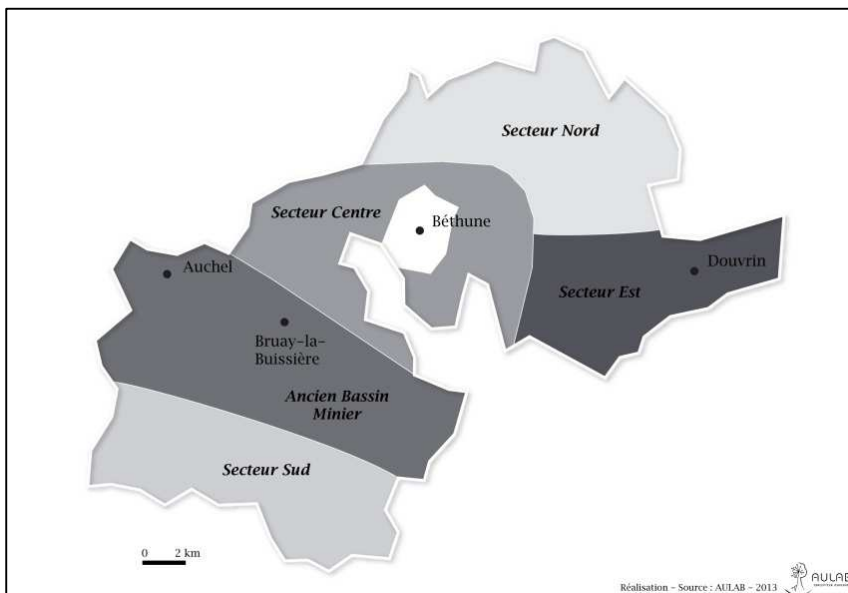 Secteur Nord
Secteur Centre
Béthune
Auchel
Douvrin
Secteur Est
Bruay-la-
Buissière
Ancien Bassin
Minier
Secteur Sud
0 2 km
Réalisation - Source : AULAB - 2013
AULAB